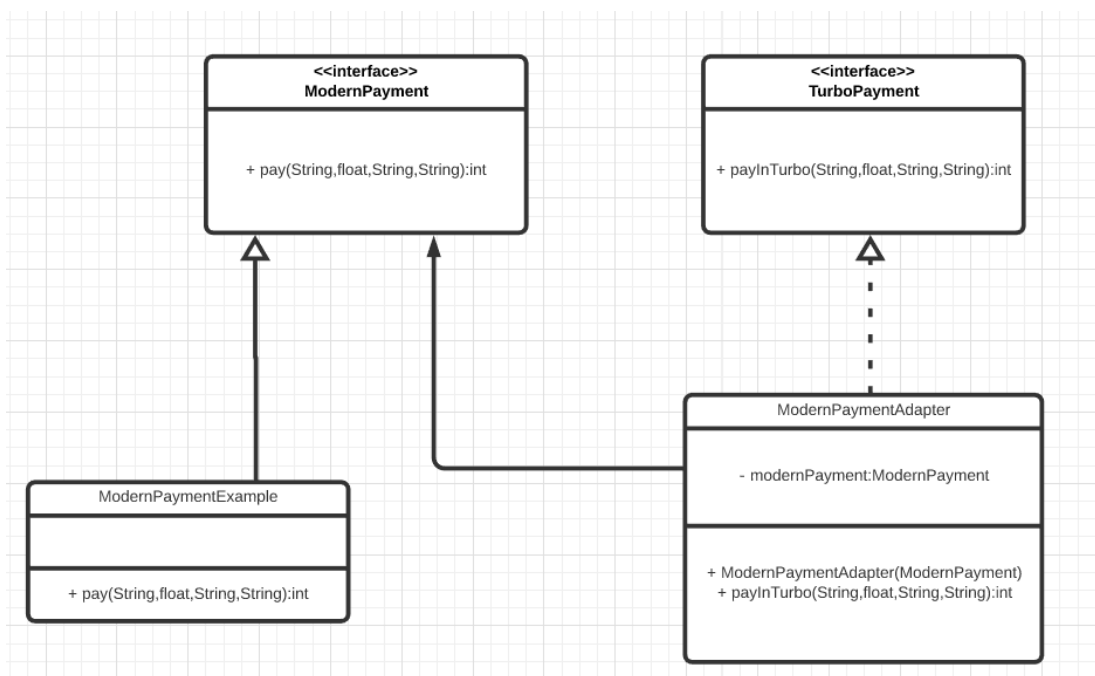 <<interface>>
ModernPayment
+ pay(String,float,String,String):int
<<interface>>
TurboPayment
+ payInTurbo(String,float,String,String):int
ModernPaymentExample
+ pay(String,float,String,String):int
ModernPaymentAdapter
- modernPayment:ModernPayment
+ ModernPaymentAdapter(ModernPayment)
+ payInTurbo(String,float,String,String):int